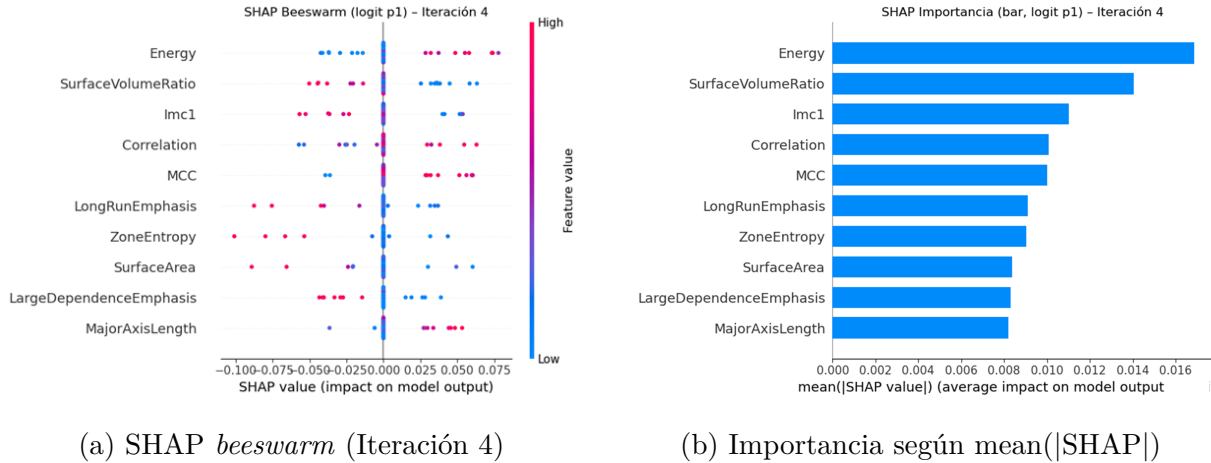 SHAP Beeswarm (logit p1) – Iteración 4
High
Energy
SurfaceVolumeRatio
Imc1
Correlation
MCC
LongRunEmphasis
ZoneEntropy
SurfaceArea
LargeDependenceEmphasis
MajorAxisLength
Feature value
Low
−0.100−0.075−0.050−0.025 0.000 0.025 0.050 0.075
SHAP value (impact on model output)
(a) SHAP beeswarm (Iteración 4)
SHAP Importancia (bar, logit p1) – Iteración 4
Energy
SurfaceVolumeRatio
Imc1
Correlation
MCC
LongRunEmphasis
ZoneEntropy
SurfaceArea
LargeDependenceEmphasis
MajorAxisLength
0.000 0.002 0.004 0.006 0.008 0.010 0.012 0.014 0.016
mean(|SHAP value|) (average impact on model output
(b) Importancia según mean(|SHAP|)